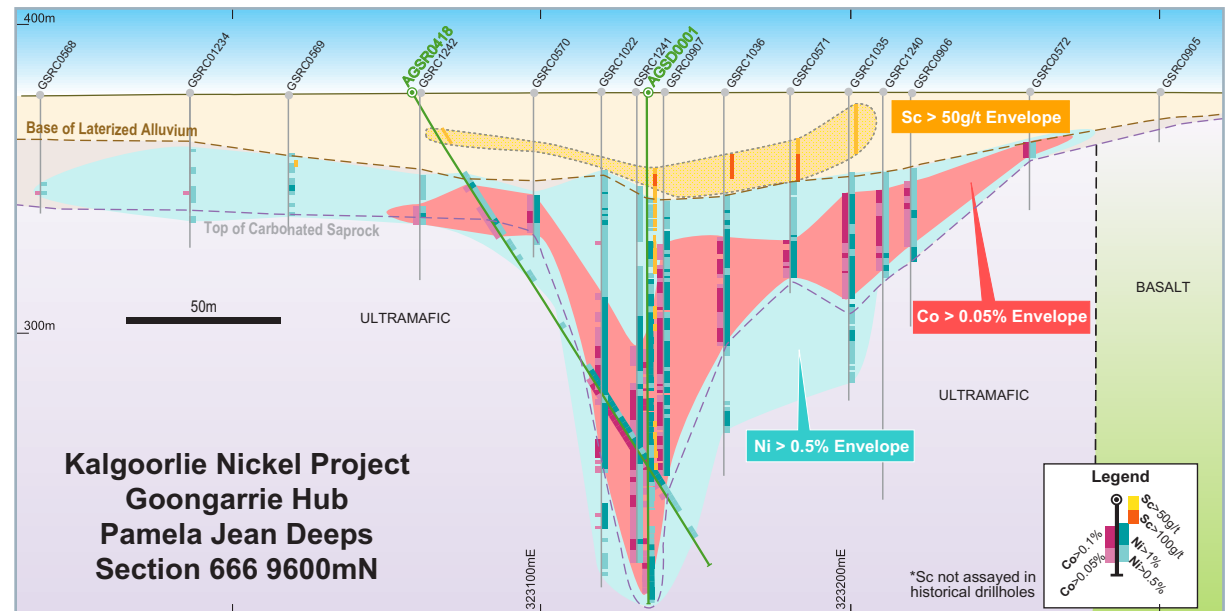 400m
GSRC0568
GSRC01234
GSRC0569
AGSR0418
GSRC1242
GSRC0570
GSRC1022
GSRC1241
AGSD0001
GSRC0907
GSRC1036
GSRC0571
GSRC1035
GSRC1240
GSRC0906
GSRC0572
GSRC0905
Base of Laterized Alluvium
Sc > 50g/t Envelope
Top of Carbonated Saprock
50m
ULTRAMAFIC
300m
BASALT
Co > 0.05% Envelope
ULTRAMAFIC
Ni > 0.5% Envelope
Kalgoorlie Nickel Project
Goongarrie Hub
Pamela Jean Deeps
Section 666 9600mN
323100mE
323200mE
*Sc not assayed in
historical drillholes
Legend
Sc>50g/t
Sc>100g/t
Co>0.1%
Ni>1%
Co>0.05%
Ni>0.5%